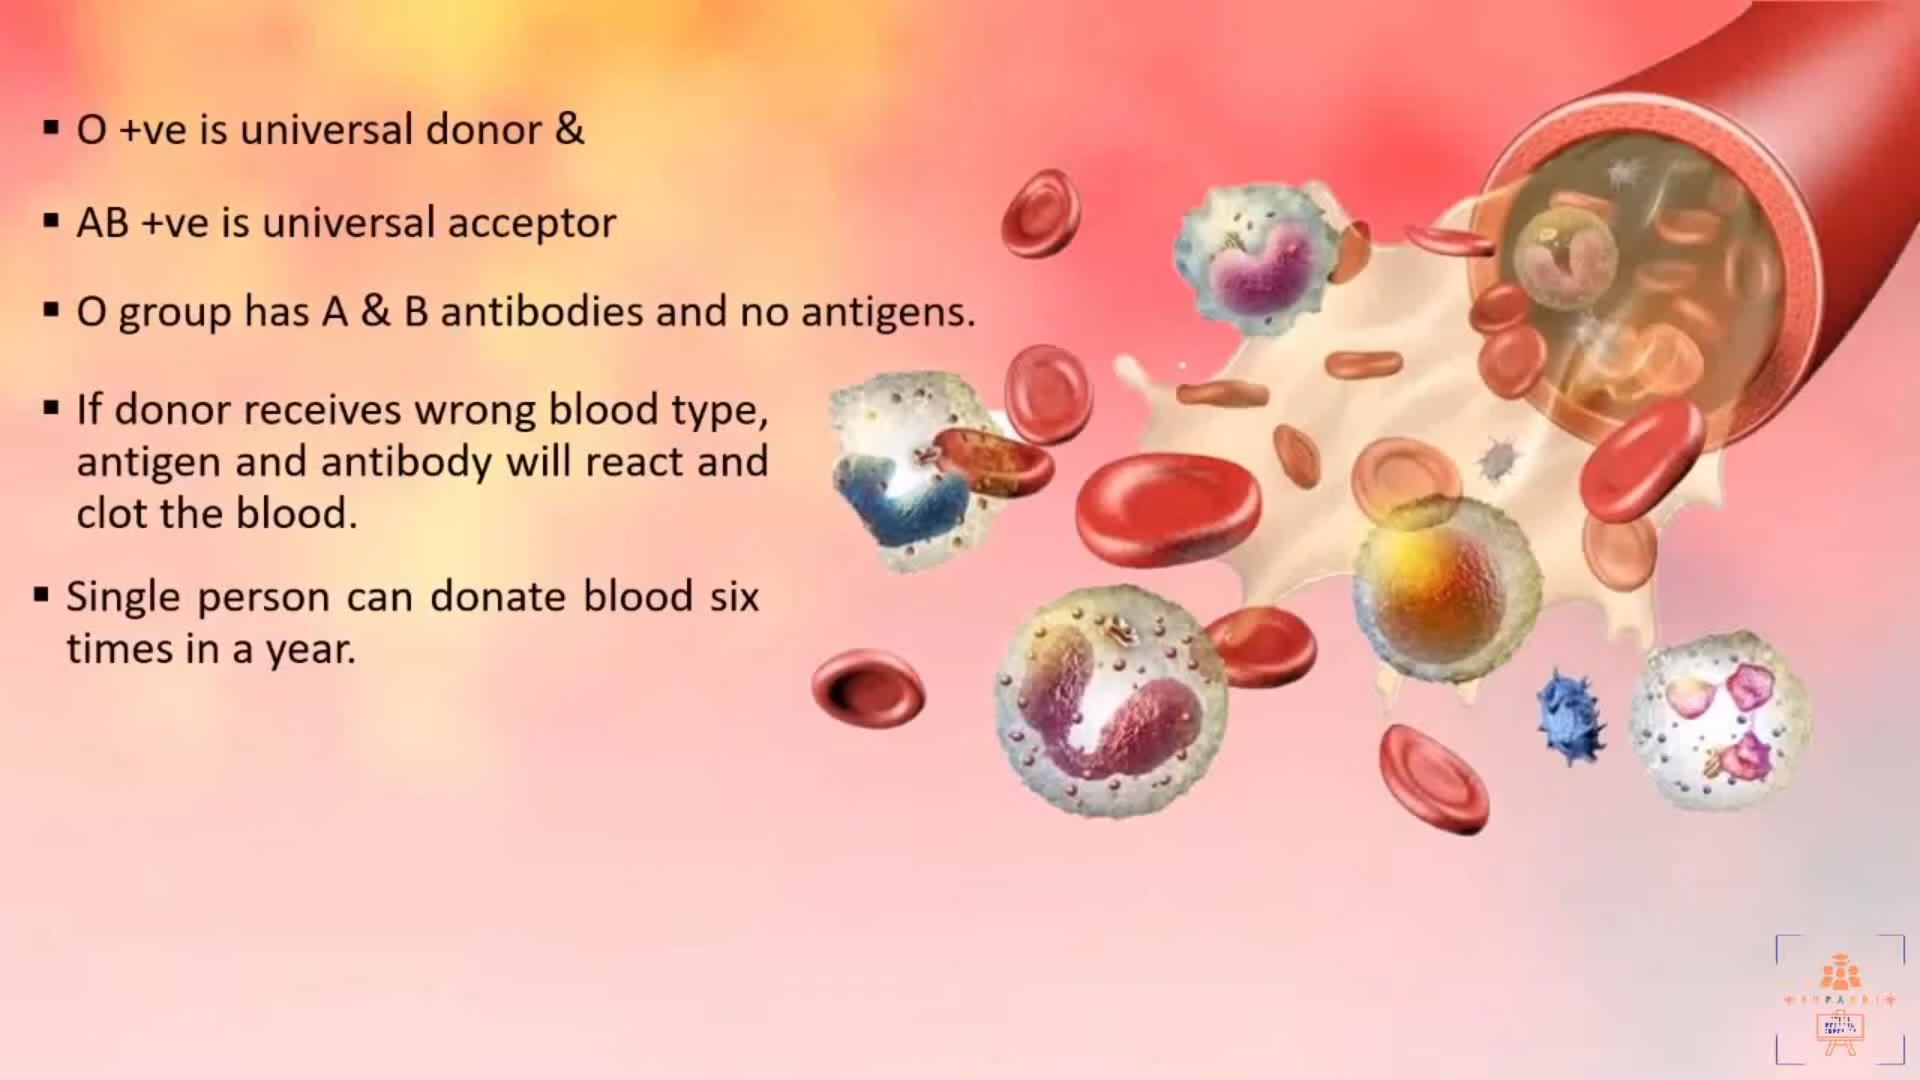 ▪ O +ve is universal donor &
▪ AB +ve is universal acceptor
▪ O group has A & B antibodies and no antigens.
▪ If donor receives wrong blood type,
antigen and antibody will react and
clot the blood.
▪ Single person can donate blood six
times in a year.